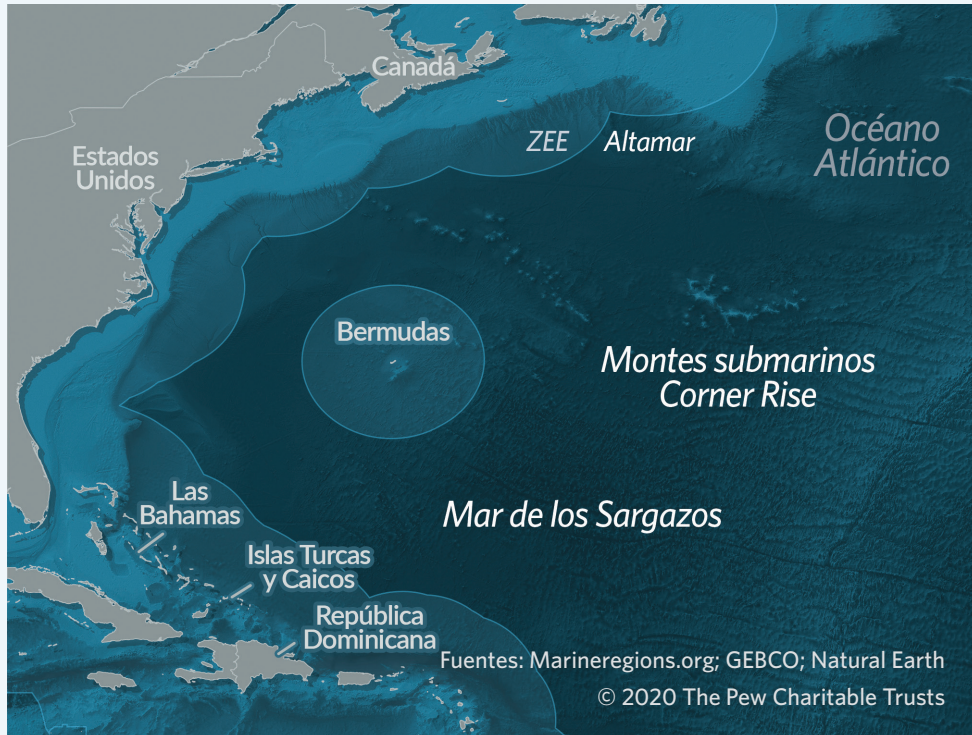 Canadá
ZEE
Altamar
Océano
Atlántico
Estados
Unidos
Bermudas
Montes submarinos
Corner Rise
Las
Bahamas
Mar de los Sargazos
Islas Turcas
y Caicos
República
Dominicana
Fuentes: Marineregions.org; GEBCO; Natural Earth
© 2020 The Pew Charitable Trusts